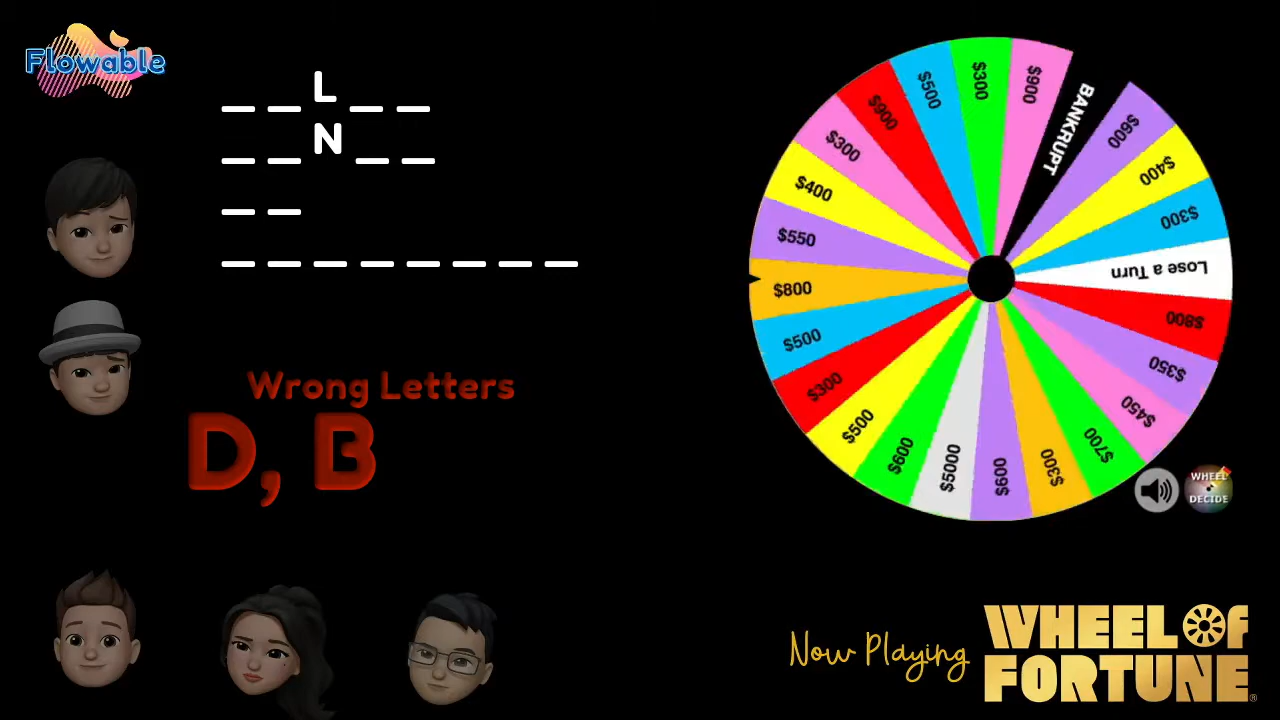 Flowable
_ _ L _ _
_ _ N _ _
_ _
_ _ _ _ _ _ _ _
Wrong Letters
D, B
$900
BANKRUPT
$600
$400
$300
Lose a Turn
$800
$350
$450
$700
$300
$600
$5000
$600
$500
$300
$500
$800
$550
$400
$300
$900
$500
$300
WHEEL
DECIDE
Now Playing
WHEEL OF
FORTUNE®